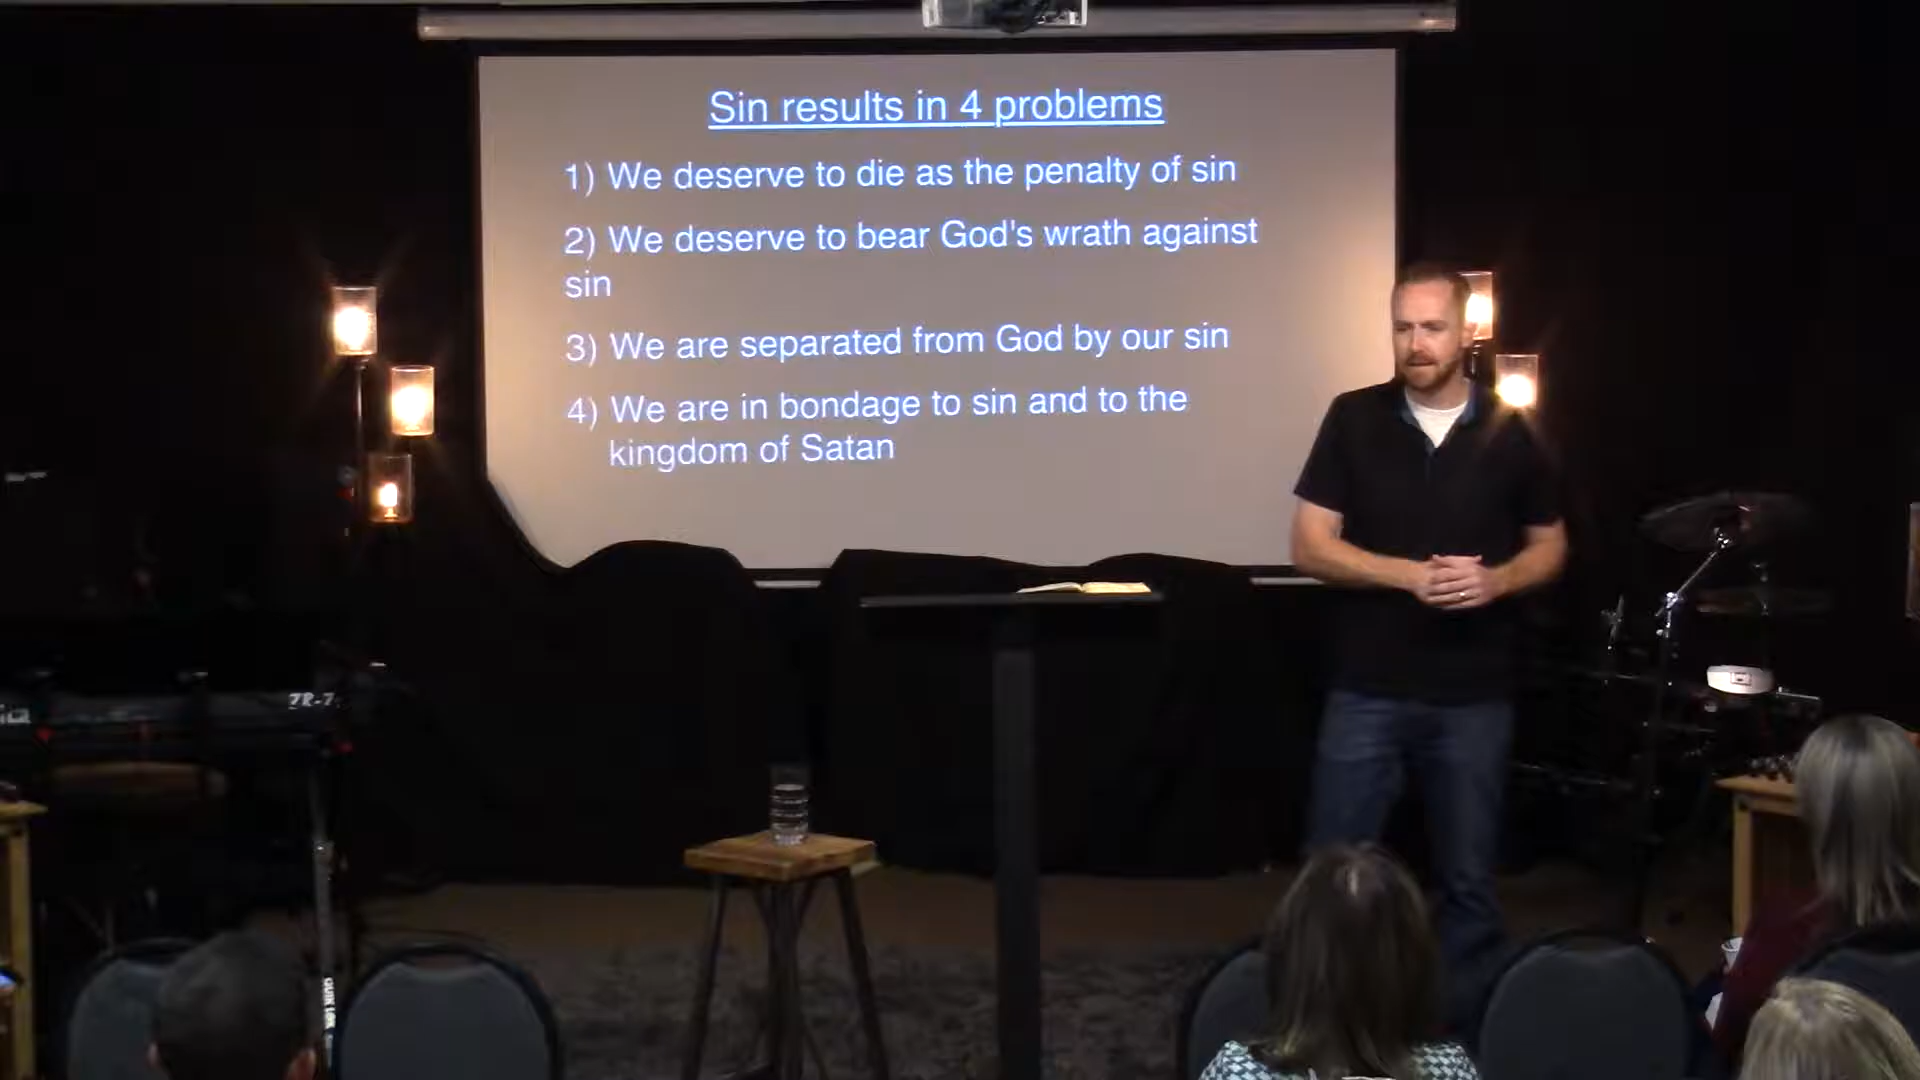 Sin results in 4 problems
1) We deserve to die as the penalty of sin
2) We deserve to bear God's wrath against
sin
3) We are separated from God by our sin
4) We are in bondage to sin and to the
kingdom of Satan
QUIK LOK